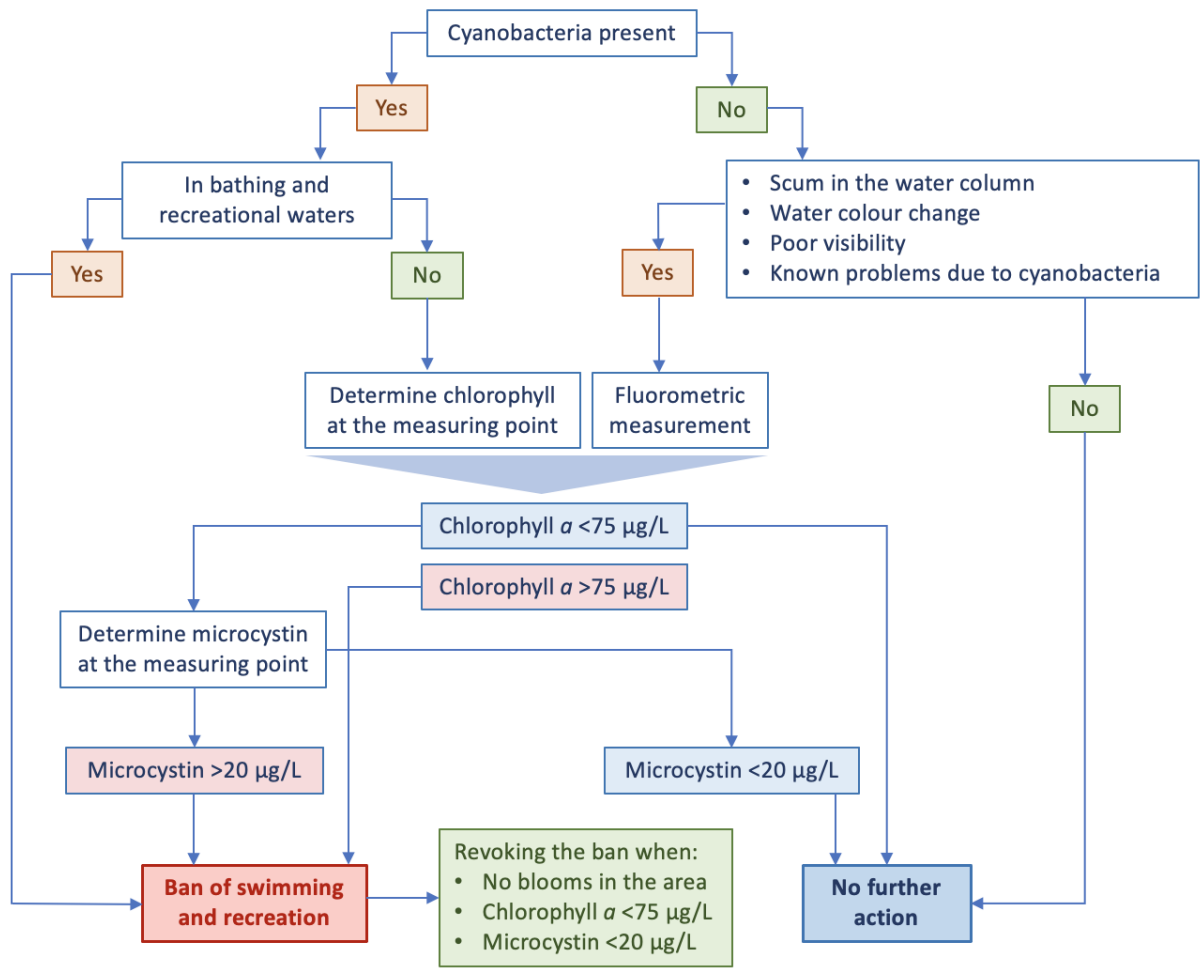 Cyanobacteria present
Yes
No
In bathing and
recreational waters
• Scum in the water column
• Water colour change
• Poor visibility
• Known problems due to cyanobacteria
Yes
No
Yes
Determine chlorophyll
at the measuring point
Fluorometric
measurement
No
Chlorophyll a <75 µg/L
Chlorophyll a >75 µg/L
Determine microcystin
at the measuring point
Microcystin >20 µg/L
Microcystin <20 µg/L
Ban of swimming
and recreation
Revoking the ban when:
• No blooms in the area
• Chlorophyll a <75 µg/L
• Microcystin <20 µg/L
No further
action